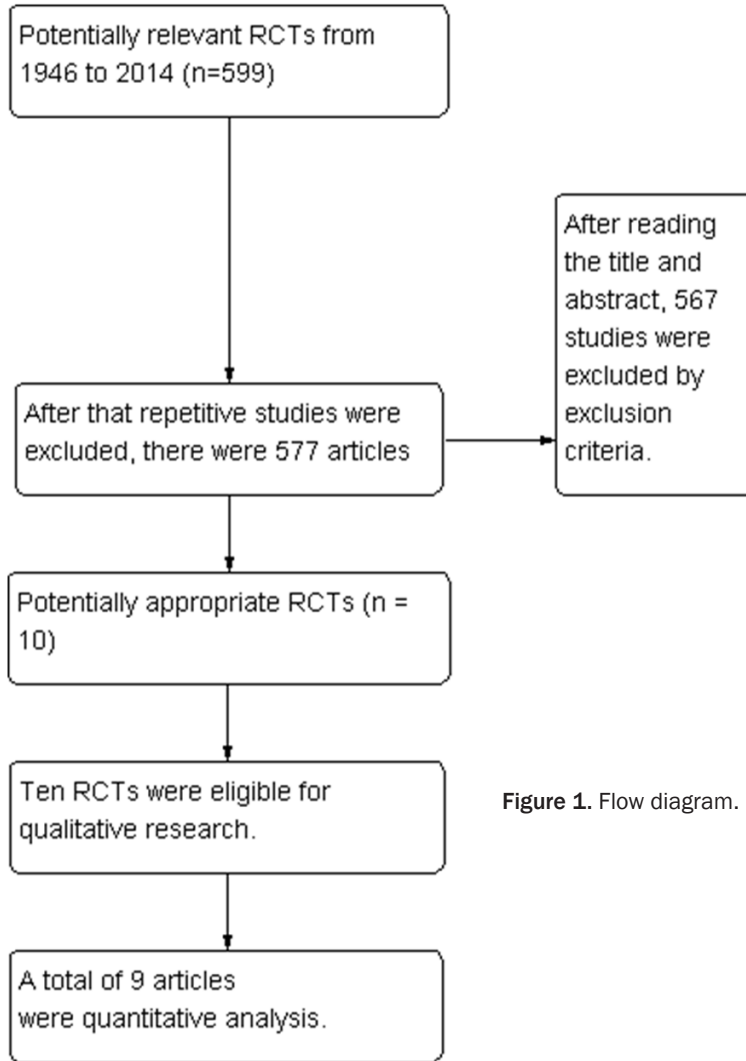 Potentially relevant RCTs from
1946 to 2014 (n=599)
After reading
the title and
abstract, 567
studies were
excluded by
exclusion
criteria.
After that repetitive studies were
excluded, there were 577 articles
Potentially appropriate RCTs (n =
10)
Ten RCTs were eligible for
qualitative research.
Figure 1. Flow diagram.
A total of 9 articles
were quantitative analysis.